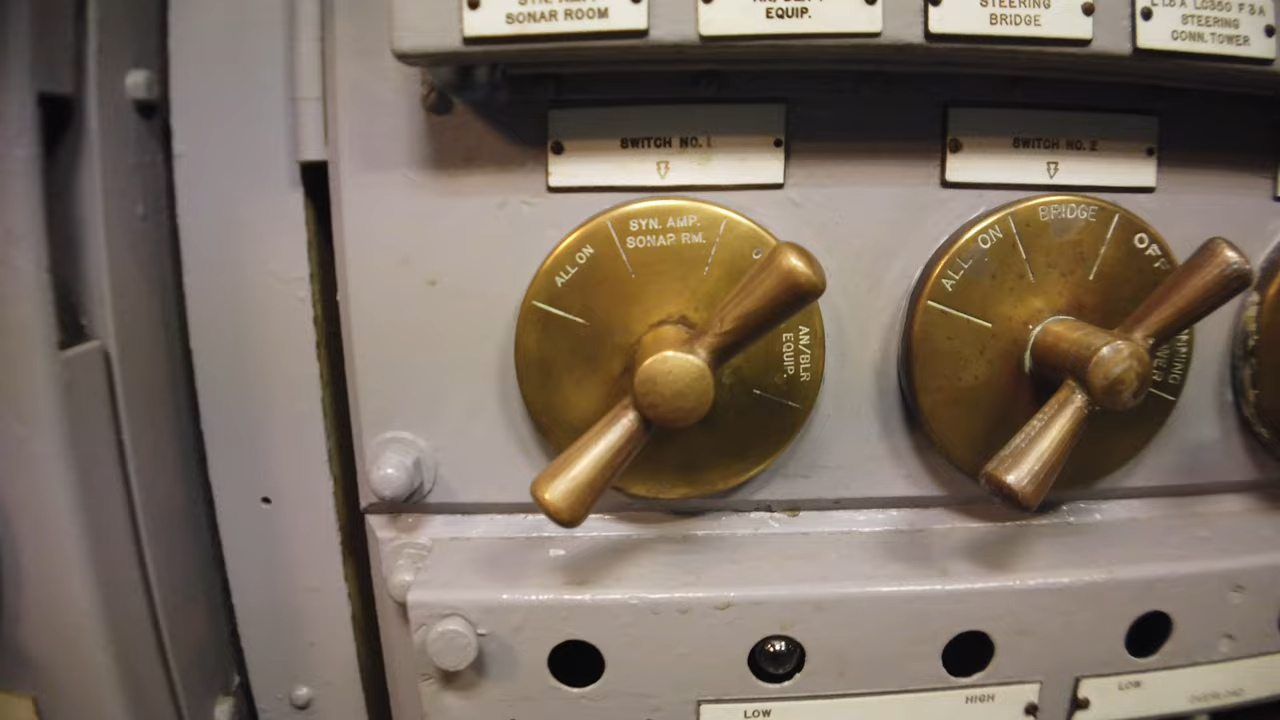 SONAR ROOM
EQUIP.
STEERING
BRIDGE
STEERING
CONN. TOWER
SWITCH NO. 1
SWITCH NO. 2
ALL ON
SYN. AMP.
SONAR RM.
AN/BLR
EQUIP.
ALL ON
BRIDGE
OFF
LOW
HIGH
LOW
OVERLOAD